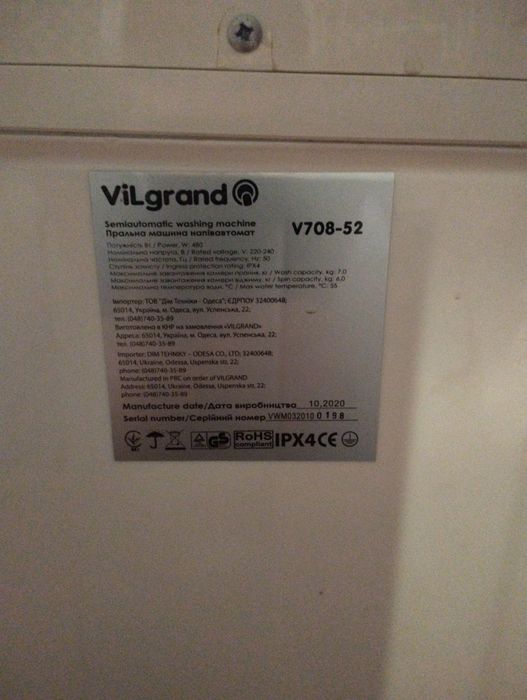 ViLgrand
Semiautomatic washing machine
Пральна машина напівавтомат
V708-52
Потужність Вт / Power, W: 480
Номінальна напруга, В / Rated voltage, V: 220-240
Номінальна частота, Гц / Rated frequency, Hz: 50
Ступінь захисту / Ingress protection rating: IPX4
Максимальне завантаження камери прання, кг / Wash capacity, kg: 7.0
Максимальне завантаження камери віджиму, кг / Spin capacity, kg: 6.0
Максимальна температура води, °C / Max water temperature, °C: 55
Імпортер: ТОВ "Дім Техніки - Одеса"; ЄДРПОУ 32400648;
65014, Україна, м. Одеса, вул. Успенська, 22;
тел. (048)740-35-89
Виготовлено в КНР на замовлення «VILGRAND»
Адреса: 65014, Україна, м. Одеса, вул. Успенська, 22;
тел. (048)740-35-89
Importer: DIM TEHNIKY – ODESA CO., LTD; 32400648;
65014, Ukraine, Odesa, Uspenska str, 22;
phone: (048)740-35-89
Manufactured in PRC on order of VILGRAND
Address: 65014, Ukraine, Odesa, Uspenska str, 22;
phone: (048)740-35-89
Manufacture date/Дата виробництва 10,2020
Serial number/Серійний номер VWM032010 0198
GS RoHS compliant IPX4 CE